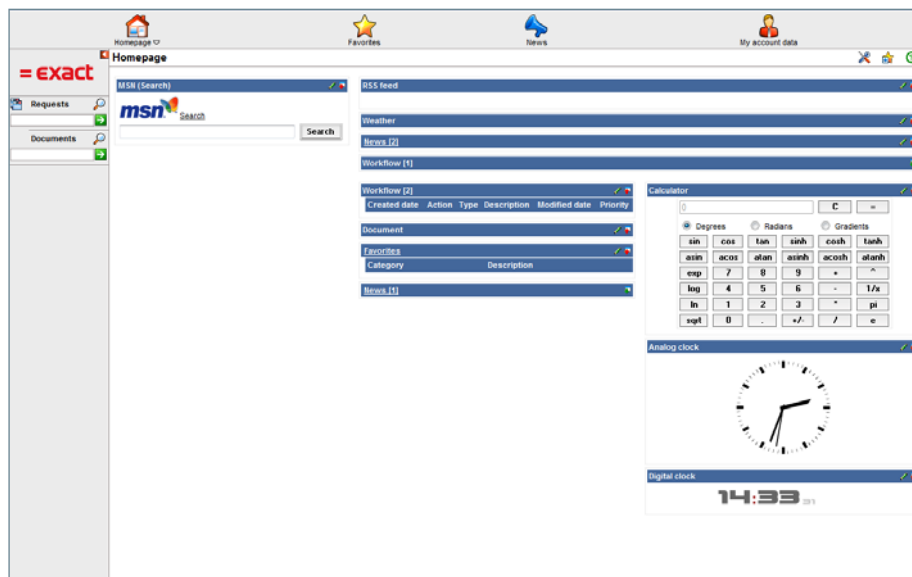 Homepage
Favorites
News
My account data
= exact
Homepage
Requests
Documents
MSN (Search)
msn Search
Search
RSS feed
Weather
News [2]
Workflow [1]
Workflow [2]
Created date Action Type Description Modified date Priority
Document
Favorites
Category Description
News [1]
Calculator
0 C =
Degrees Radians Gradients
sin cos tan sinh cosh tanh
asin acos atan asinh acosh atanh
exp 7 8 9 + ^
log 4 5 6 - 1/x
ln 1 2 3 * pi
sqrt 0 . +/- / e
Analog clock
Digital clock
14:33 31